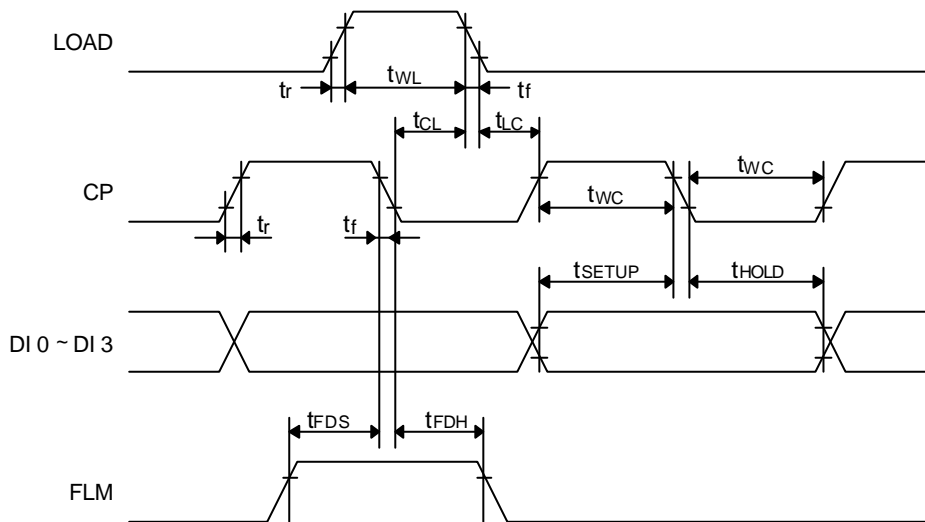 LOAD
tr
tWL
tf
tCL
tLC
CP
tWC
tWC
tr
tf
tSETUP
tHOLD
DI 0 ~ DI 3
tFDS
tFDH
FLM